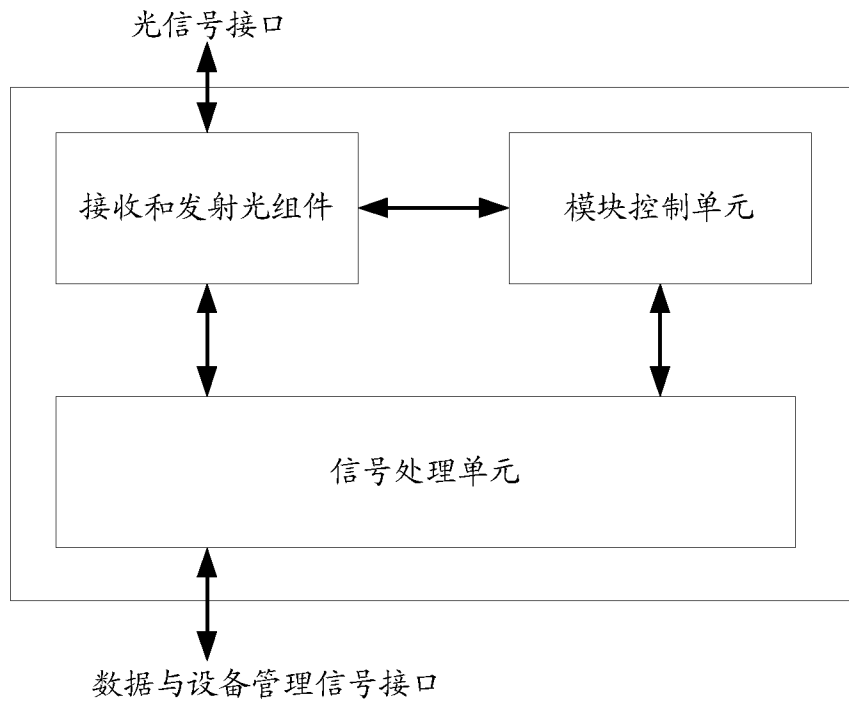 光信号接口
接收和发射光组件
模块控制单元
信号处理单元
数据与设备管理信号接口